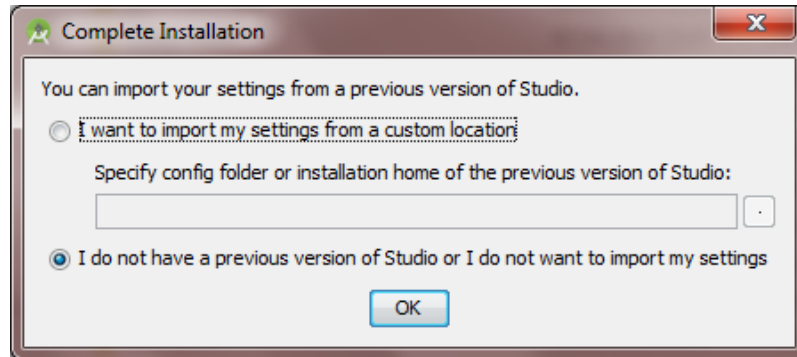 Complete Installation
You can import your settings from a previous version of Studio.
I want to import my settings from a custom location
Specify config folder or installation home of the previous version of Studio:
.
I do not have a previous version of Studio or I do not want to import my settings
OK